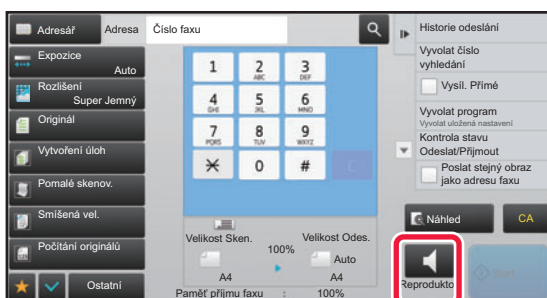 Adresář
Adresa
Číslo faxu
Expozice
Auto
Rozlišení
Super Jemný
Originál
Vytvoření úloh
Pomalé skenov.
Smíšená vel.
Počítání originálů
Ostatní
1
2
ABC
3
DEF
4
GHI
5
JKL
6
MNO
7
PQRS
8
TUV
9
WXYZ
0
#
C
Velikost Sken.
100%
Velikost Odes.
Auto
A4
A4
Paměť příjmu faxu : 100%
Historie odeslání
Vyvolat číslo
vyhledání
Vysíl. Přímé
Vyvolat program
Vyvolat uložená nastavení
Kontrola stavu
Odeslat/Přijmout
Poslat stejný obraz
jako adresu faxu
Náhled
CA
Reprodukto
Start